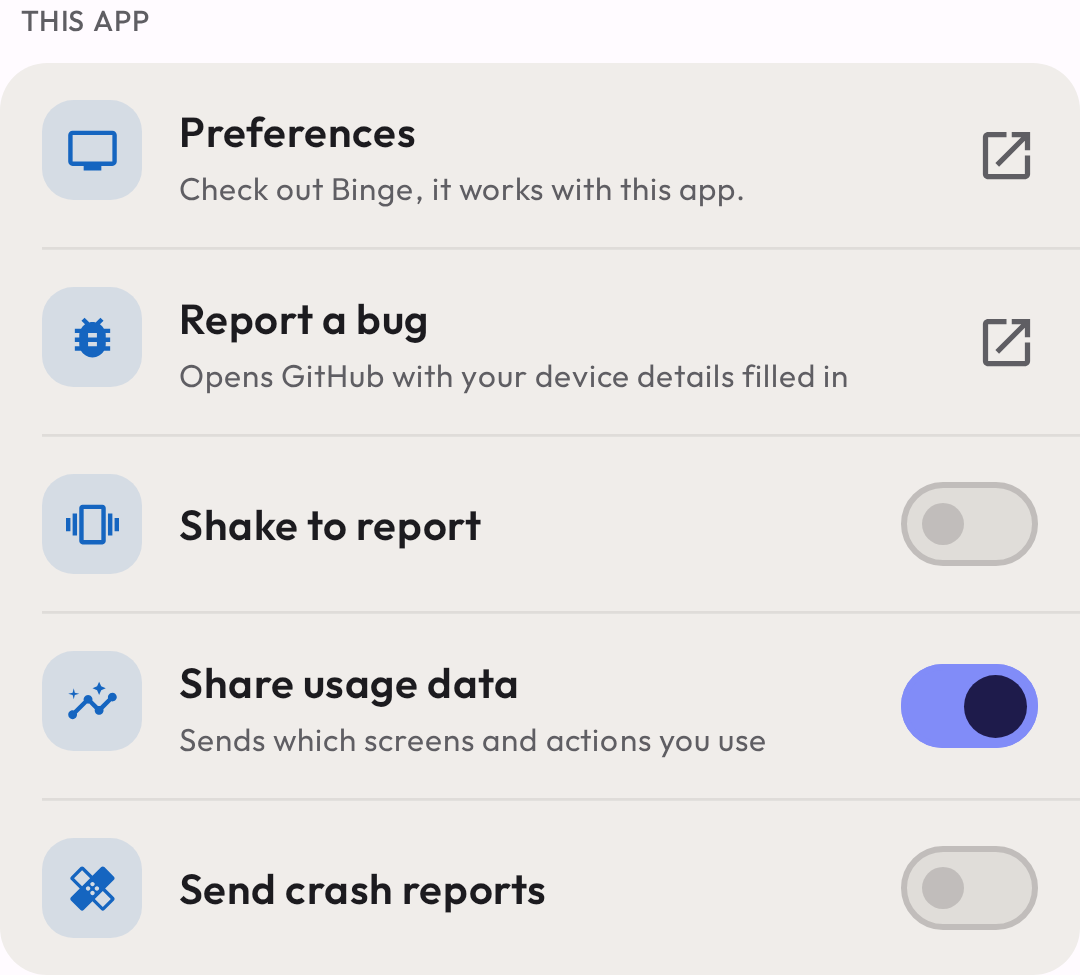 THIS APP
Preferences
Check out Binge, it works with this app.
Report a bug
Opens GitHub with your device details filled in
Shake to report
Share usage data
Sends which screens and actions you use
Send crash reports